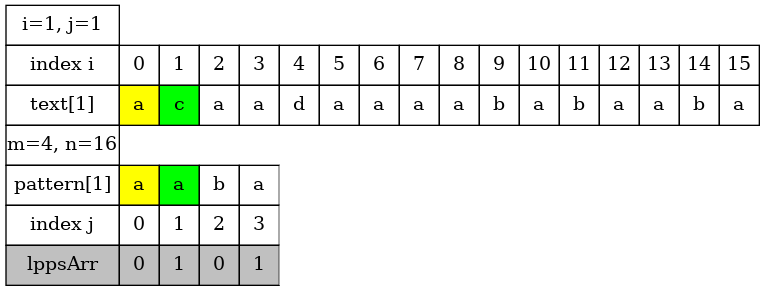 i=1, j=1
index i 0 1 2 3 4 5 6 7 8 9 10 11 12 13 14 15
text[1] a c a a d a a a a b a b a a b a
m=4, n=16
pattern[1] a a b a
index j 0 1 2 3
lppsArr 0 1 0 1